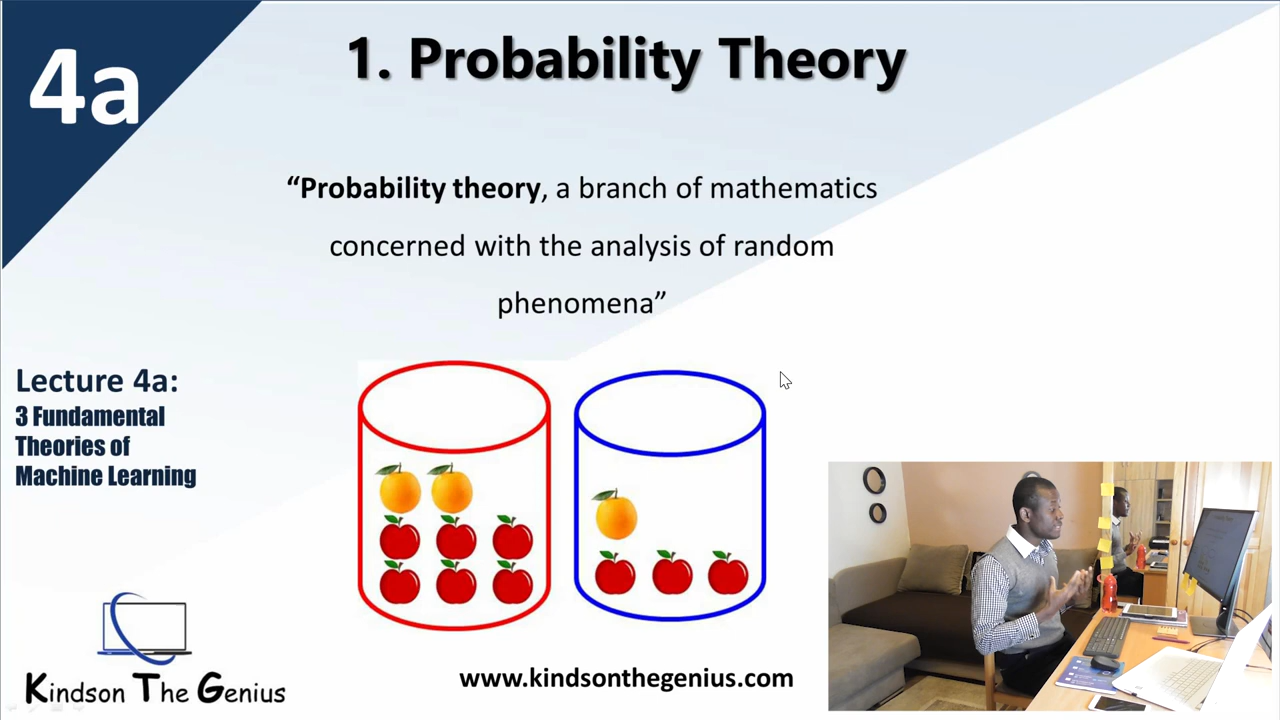 4a
1. Probability Theory
“Probability theory, a branch of mathematics
concerned with the analysis of random
phenomena”
Lecture 4a:
3 Fundamental
Theories of
Machine Learning
Kindson The Genius
www.kindsonthegenius.com